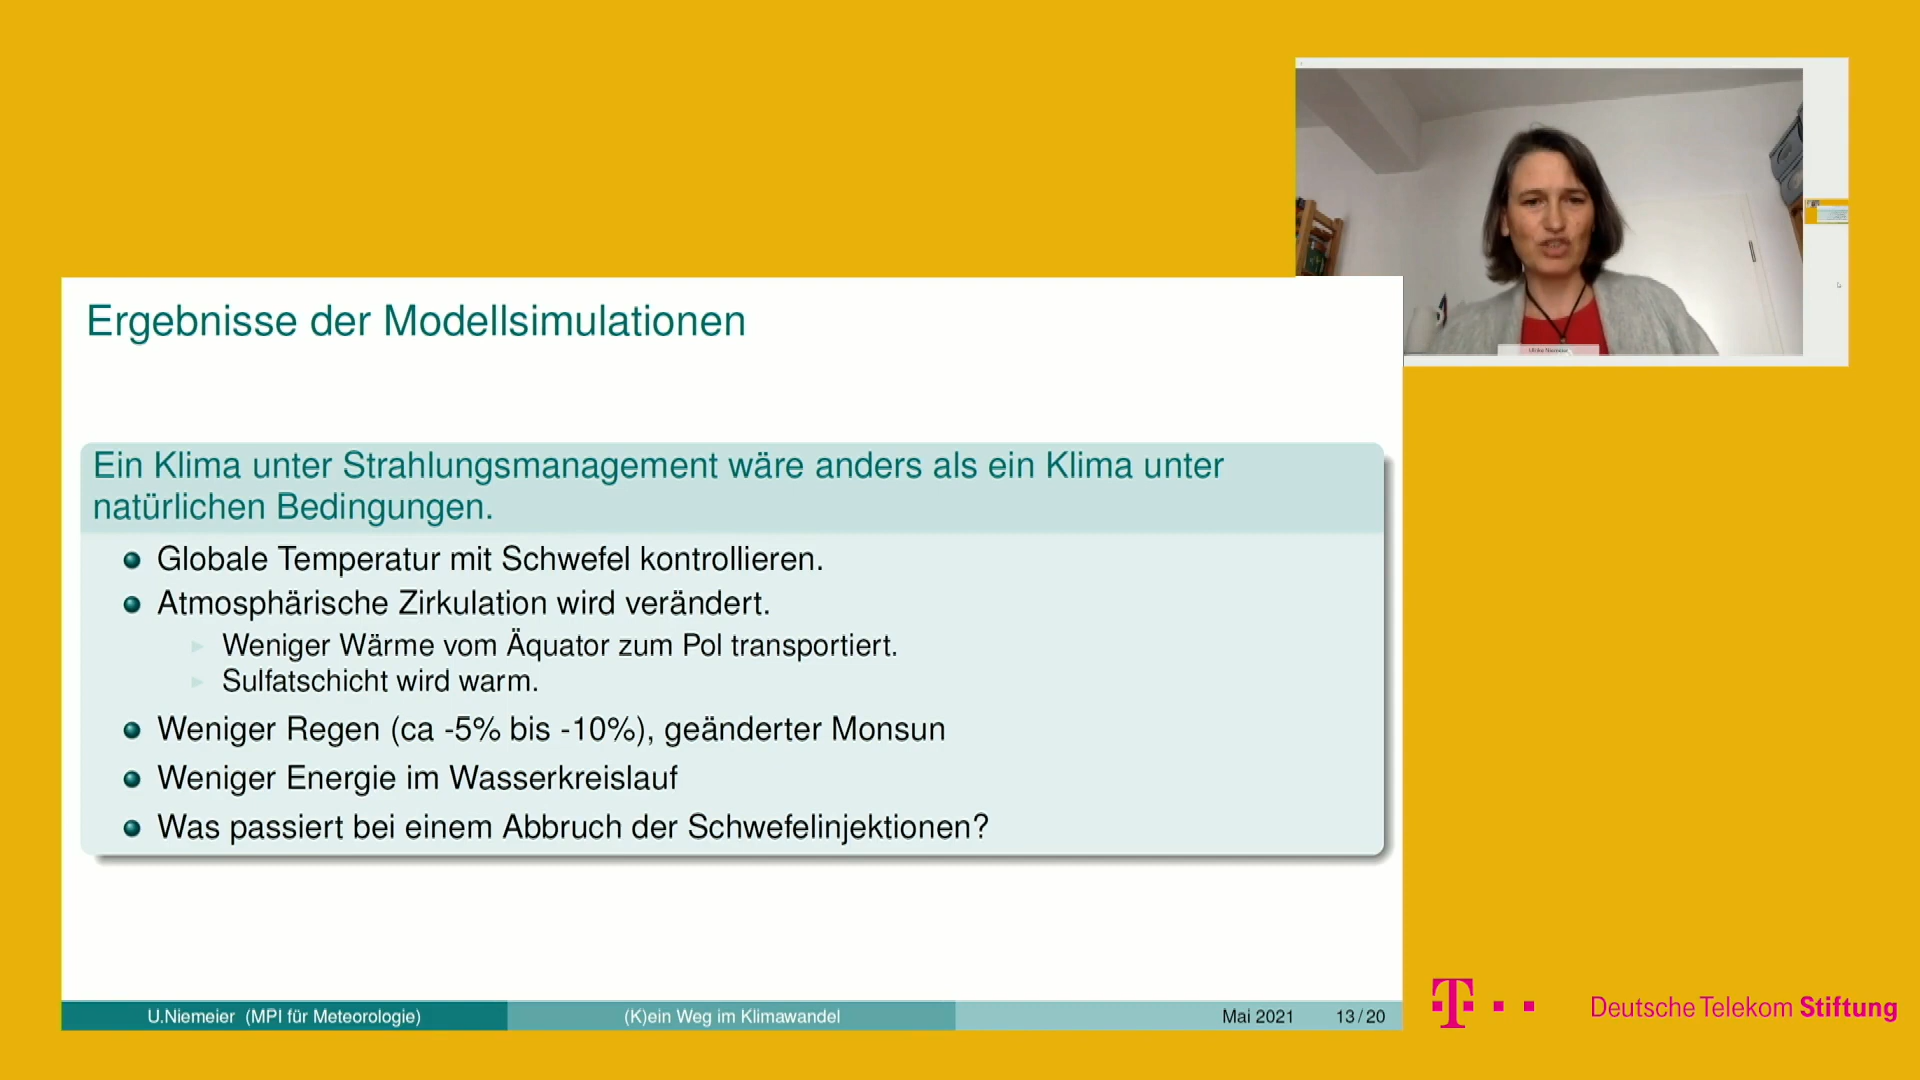 Ergebnisse der Modellsimulationen
Ein Klima unter Strahlungsmanagement wäre anders als ein Klima unter
natürlichen Bedingungen.
Globale Temperatur mit Schwefel kontrollieren.
Atmosphärische Zirkulation wird verändert.
Weniger Wärme vom Äquator zum Pol transportiert.
Sulfatschicht wird warm.
Weniger Regen (ca -5% bis -10%), geänderter Monsun
Weniger Energie im Wasserkreislauf
Was passiert bei einem Abbruch der Schwefelinjektionen?
U.Niemeier (MPI für Meteorologie)
(K)ein Weg im Klimawandel
Mai 2021
13 / 20
Ulrike Niemeier
T
Deutsche Telekom Stiftung